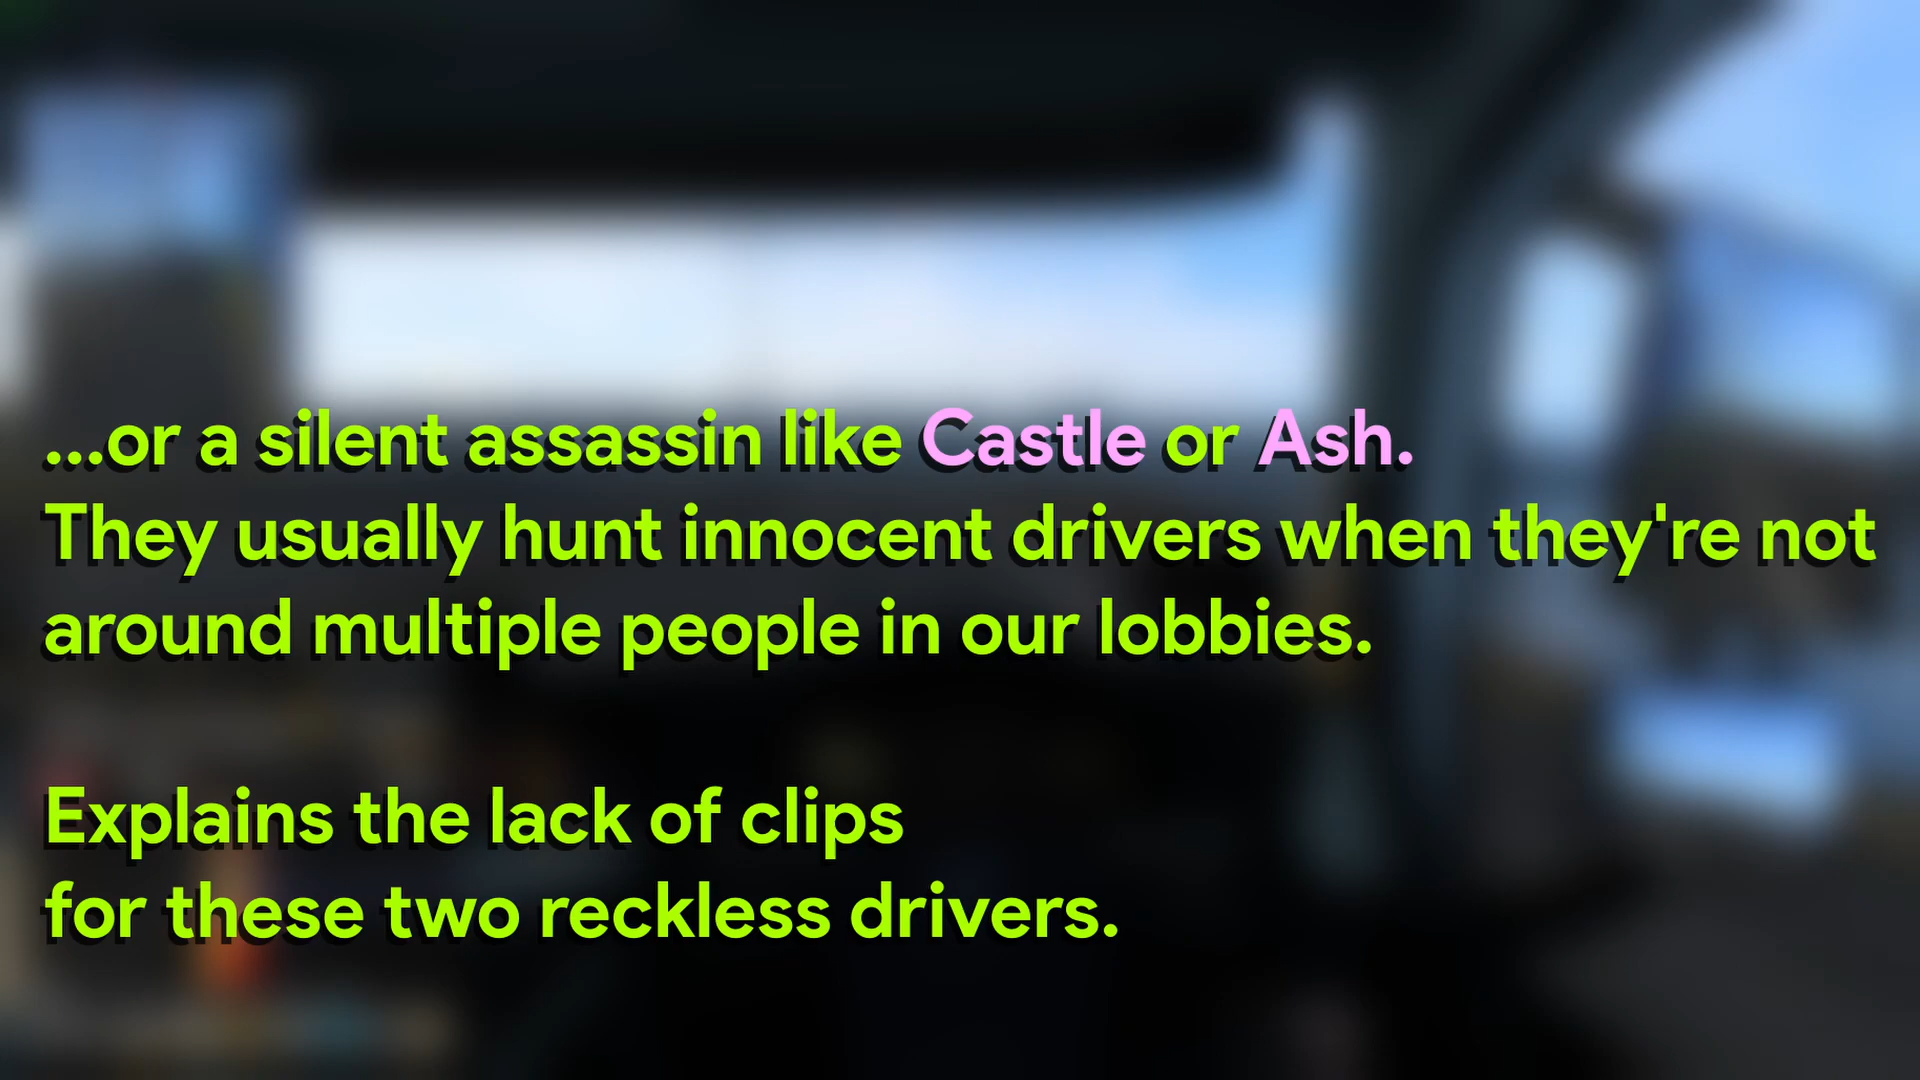 ...or a silent assassin like Castle or Ash.
They usually hunt innocent drivers when they're not
around multiple people in our lobbies.
Explains the lack of clips
for these two reckless drivers.